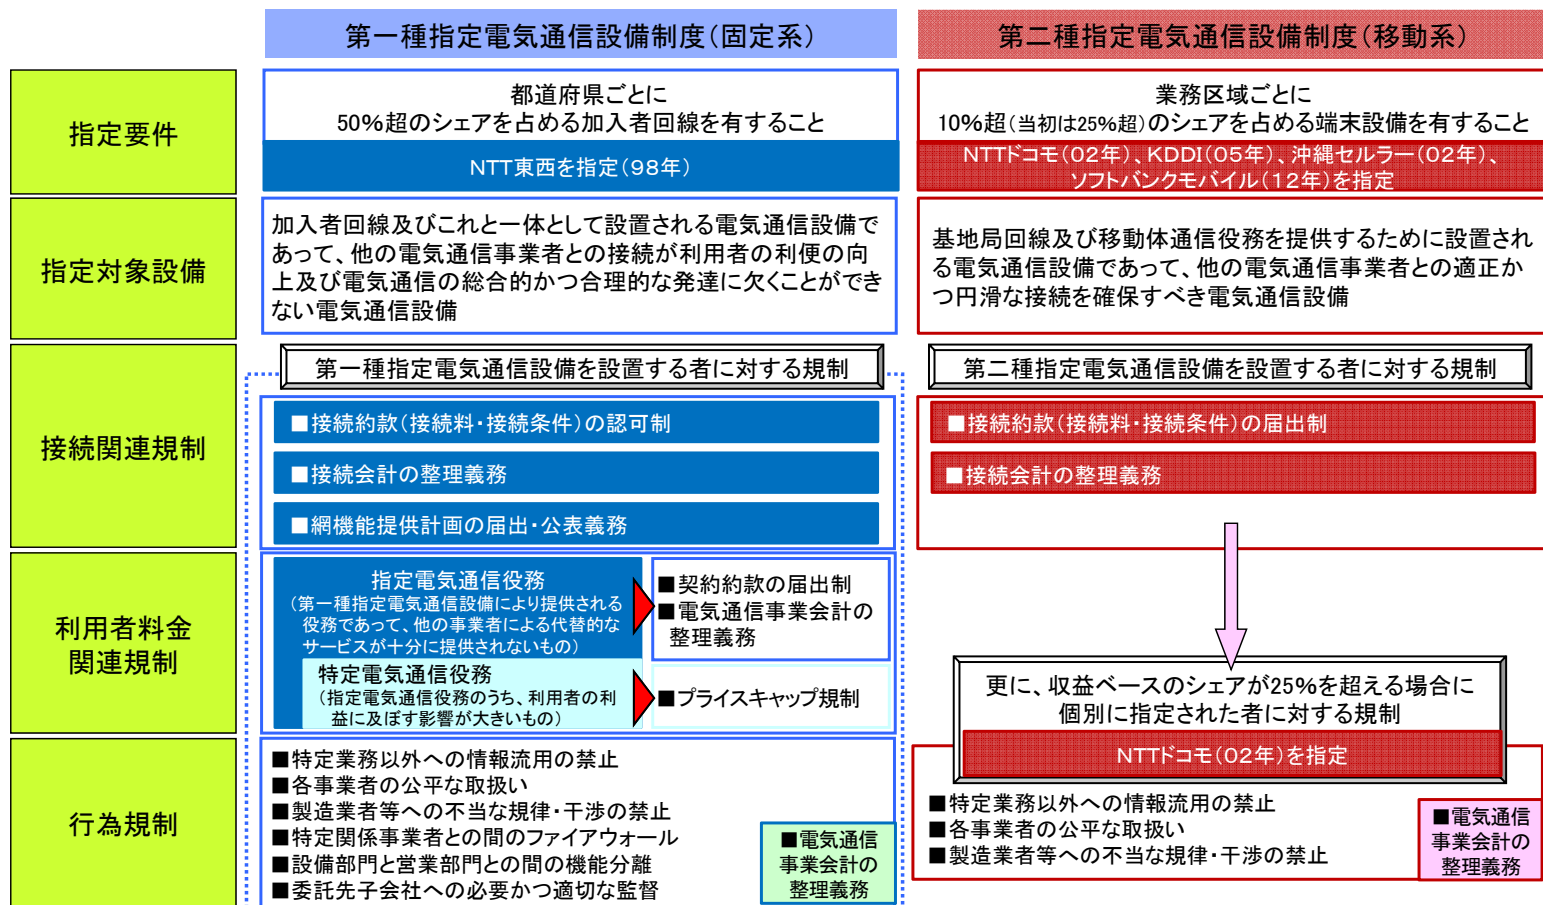 第一種指定電気通信設備制度(固定系)
第二種指定電気通信設備制度(移動系)
指定要件
都道府県ごとに
50%超のシェアを占める加入者回線を有すること
NTT東西を指定(98年)
業務区域ごとに
10%超(当初は25%超)のシェアを占める端末設備を有すること
NTTドコモ(02年)、KDDI(05年)、沖縄セルラー(02年)、
ソフトバンクモバイル(12年)を指定
指定対象設備
加入者回線及びこれと一体として設置される電気通信設備で
あって、他の電気通信事業者との接続が利用者の利便の向
上及び電気通信の総合的かつ合理的な発達に欠くことができ
ない電気通信設備
基地局回線及び移動体通信役務を提供するために設置され
る電気通信設備であって、他の電気通信事業者との適正か
つ円滑な接続を確保すべき電気通信設備
接続関連規制
第一種指定電気通信設備を設置する者に対する規制
■接続約款(接続料・接続条件)の認可制
■接続会計の整理義務
■網機能提供計画の届出・公表義務
第二種指定電気通信設備を設置する者に対する規制
■接続約款(接続料・接続条件)の届出制
■接続会計の整理義務
利用者料金
関連規制
指定電気通信役務
(第一種指定電気通信設備により提供される
役務であって、他の事業者による代替的な
サービスが十分に提供されないもの)
■契約約款の届出制
■電気通信事業会計の
整理義務
特定電気通信役務
(指定電気通信役務のうち、利用者の利
益に及ぼす影響が大きいもの)
■プライスキャップ規制
更に、収益ベースのシェアが25%を超える場合に
個別に指定された者に対する規制
NTTドコモ(02年)を指定
行為規制
■特定業務以外への情報流用の禁止
■各事業者の公平な取扱い
■製造業者等への不当な規律・干渉の禁止
■特定関係事業者との間のファイアウォール
■設備部門と営業部門との間の機能分離
■委託先子会社への必要かつ適切な監督
■電気通信
事業会計の
整理義務
■特定業務以外への情報流用の禁止
■各事業者の公平な取扱い
■製造業者等への不当な規律・干渉の禁止
■電気通信
事業会計の
整理義務